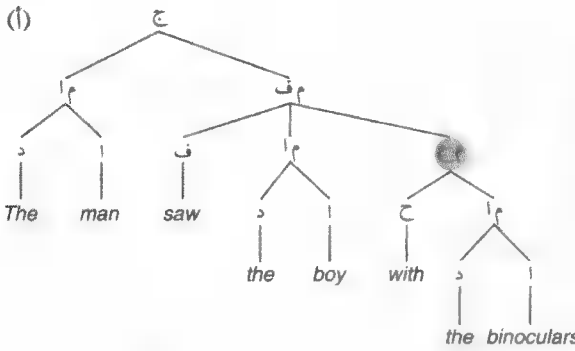 (أ) ج
م ا م ف
د ا ف م ا
The man saw د ا ح م ا
the boy with د ا
the binoculars